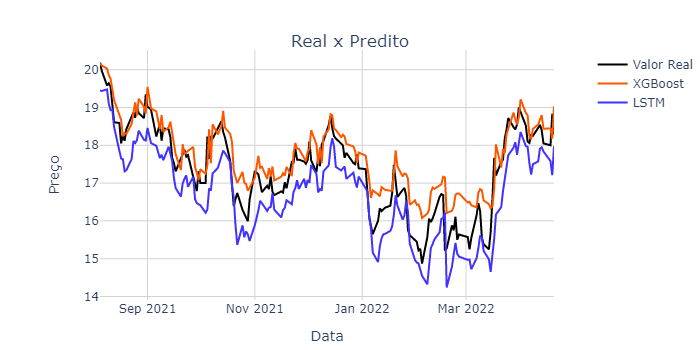 Real x Predito
Valor Real
XGBoost
LSTM
20
19
18
17
16
15
14
Preço
Sep 2021
Nov 2021
Jan 2022
Mar 2022
Data